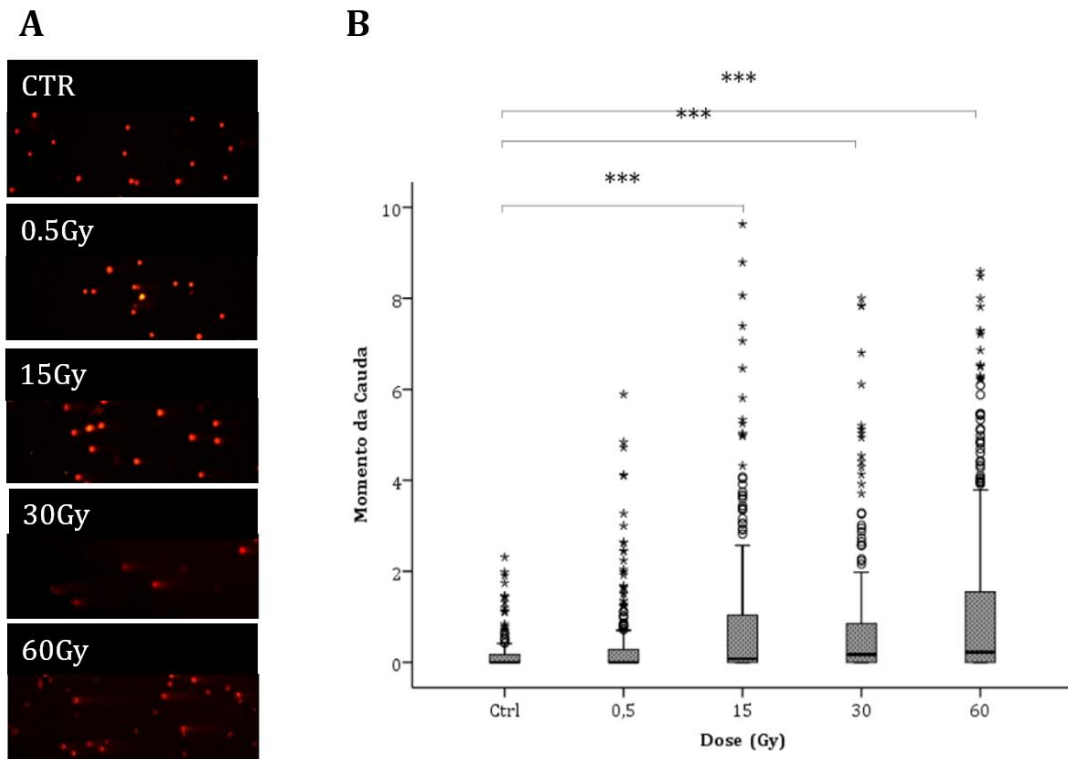 A
CTR
0.5Gy
15Gy
30Gy
60Gy
B
***
***
***
10
8
6
4
2
0
Momento da Cauda
Ctrl 0,5 15 30 60
Dose (Gy)